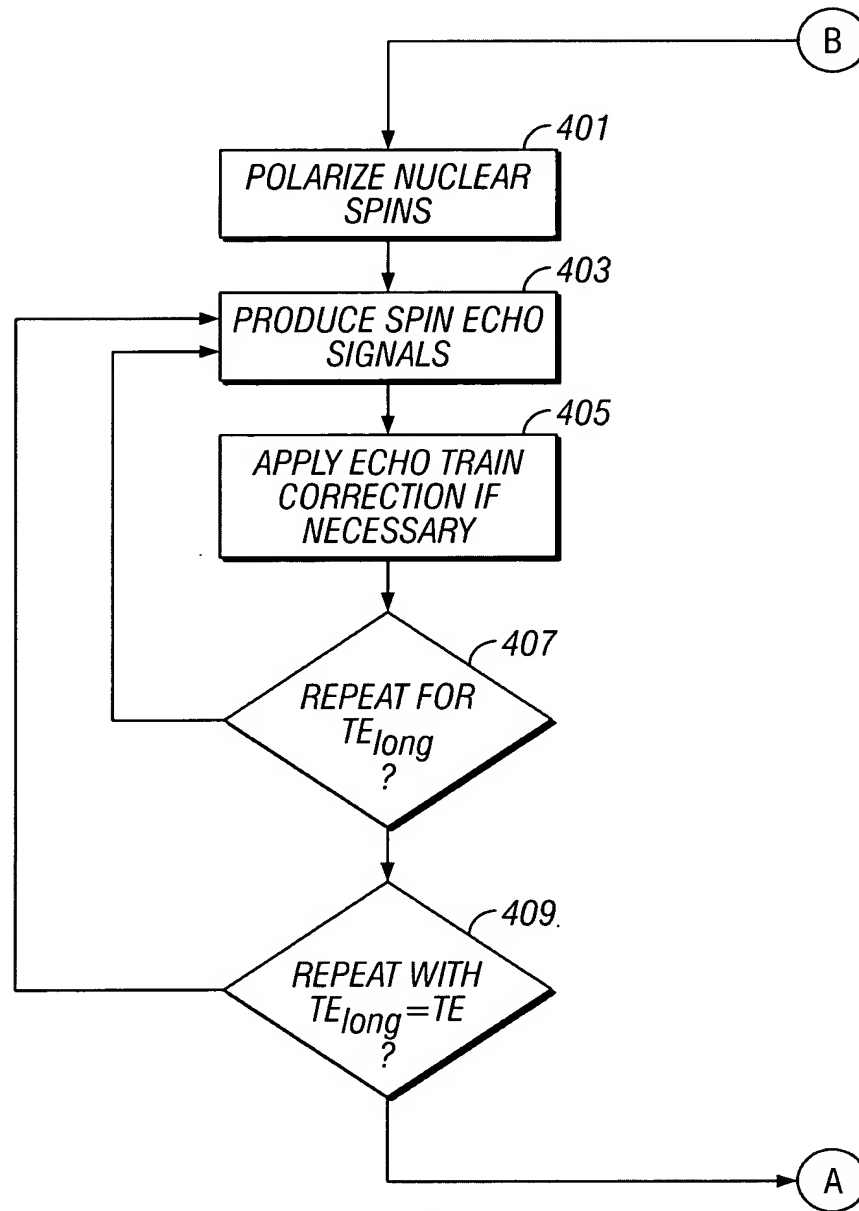 B
401
POLARIZE NUCLEAR
SPINS
403
PRODUCE SPIN ECHO
SIGNALS
405
APPLY ECHO TRAIN
CORRECTION IF
NECESSARY
407
REPEAT FOR
TElong
?
409.
REPEAT WITH
TElong=TE
?
A